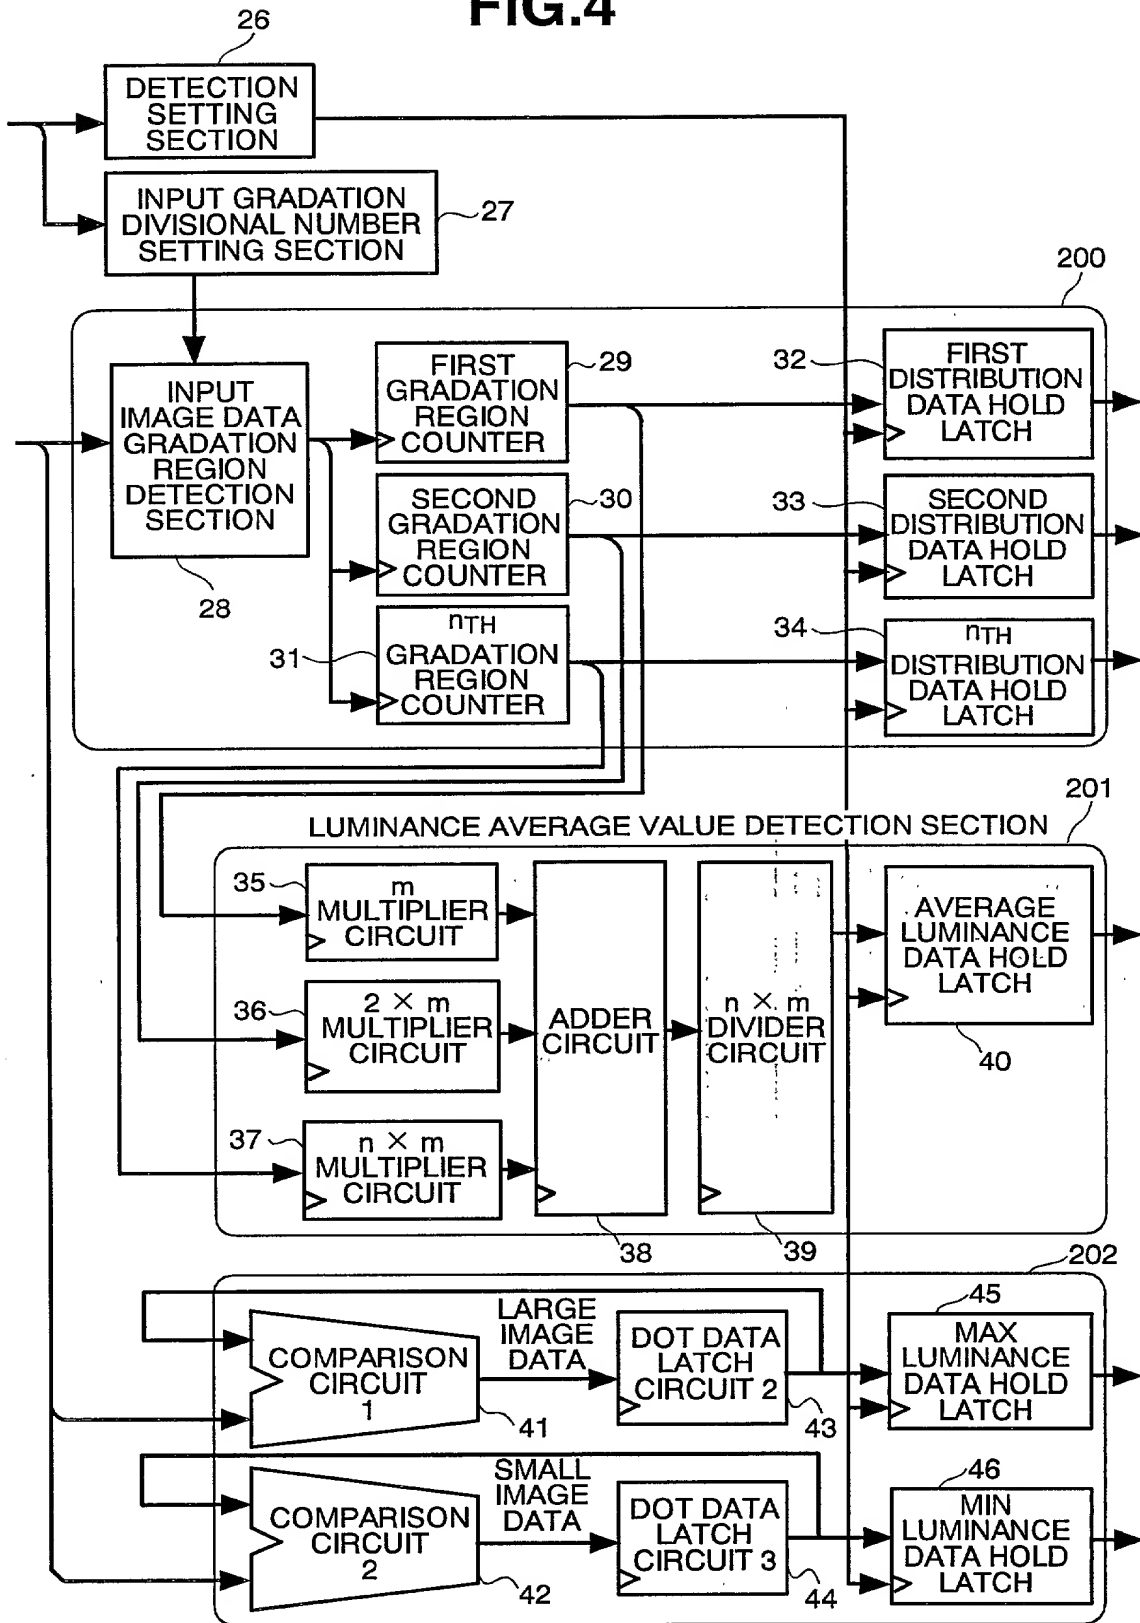 FIG.4
26
DETECTION
SETTING
SECTION
INPUT GRADATION
DIVISIONAL NUMBER
SETTING SECTION
27
200
INPUT
IMAGE DATA
GRADATION
REGION
DETECTION
SECTION
28
FIRST
GRADATION
REGION
COUNTER
29
SECOND
GRADATION
REGION
COUNTER
30
nTH
GRADATION
REGION
COUNTER
31
32
FIRST
DISTRIBUTION
DATA HOLD
LATCH
33
SECOND
DISTRIBUTION
DATA HOLD
LATCH
34
nTH
DISTRIBUTION
DATA HOLD
LATCH
201
LUMINANCE AVERAGE VALUE DETECTION SECTION
35
m
MULTIPLIER
CIRCUIT
36
2 × m
MULTIPLIER
CIRCUIT
37
n × m
MULTIPLIER
CIRCUIT
ADDER
CIRCUIT
38
n × m
DIVIDER
CIRCUIT
39
AVERAGE
LUMINANCE
DATA HOLD
LATCH
40
202
COMPARISON
CIRCUIT
1
41
LARGE
IMAGE
DATA
DOT DATA
LATCH
CIRCUIT 2
43
45
MAX
LUMINANCE
DATA HOLD
LATCH
COMPARISON
CIRCUIT
2
42
SMALL
IMAGE
DATA
DOT DATA
LATCH
CIRCUIT 3
44
46
MIN
LUMINANCE
DATA HOLD
LATCH